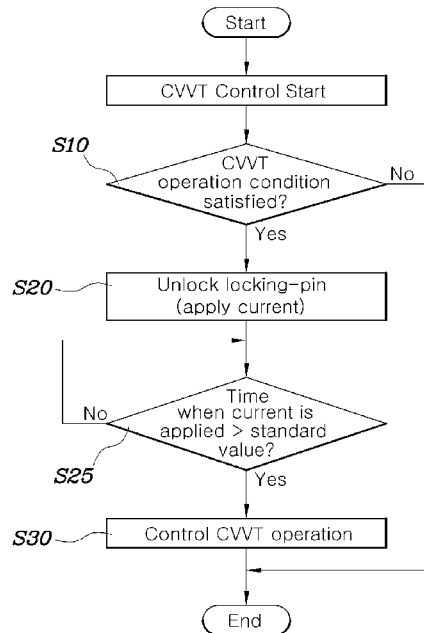 Start
CVVT Control Start
S10
CVVT
operation condition
satisfied?
No
Yes
S20
Unlock locking-pin
(apply current)
Time
when current is
applied > standard
value?
No
S25
Yes
S30
Control CVVT operation
End